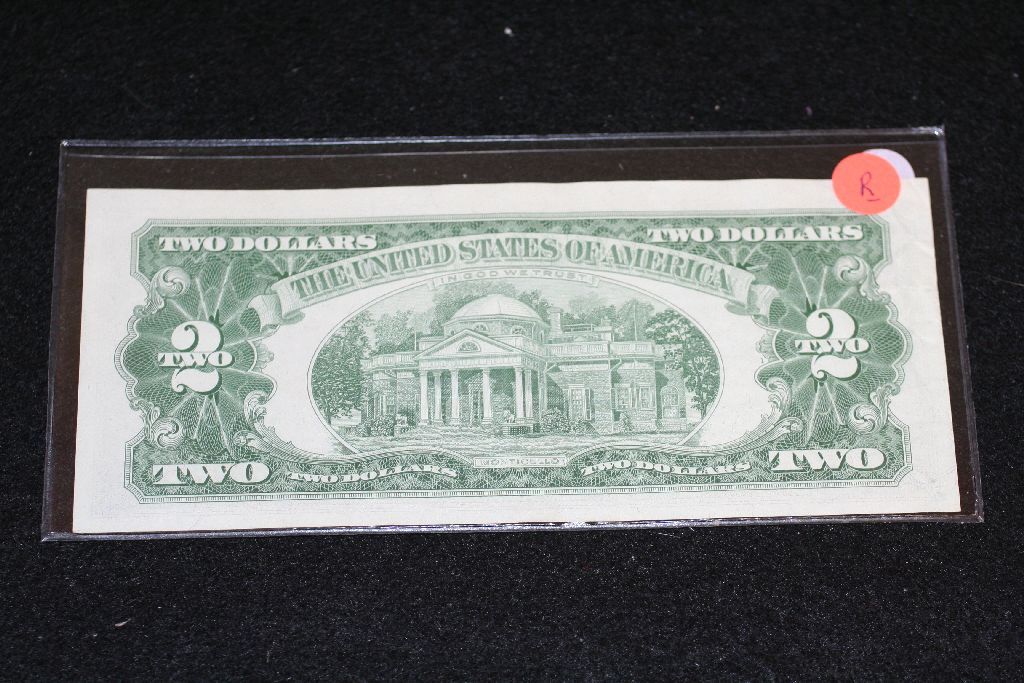 R
TWO DOLLARS
TWO DOLLARS
THE UNITED STATES OF AMERICA
IN GOD WE TRUST
2
TWO
2
TWO
MONTICELLO
TWO
TWO DOLLARS
TWO DOLLARS
TWO